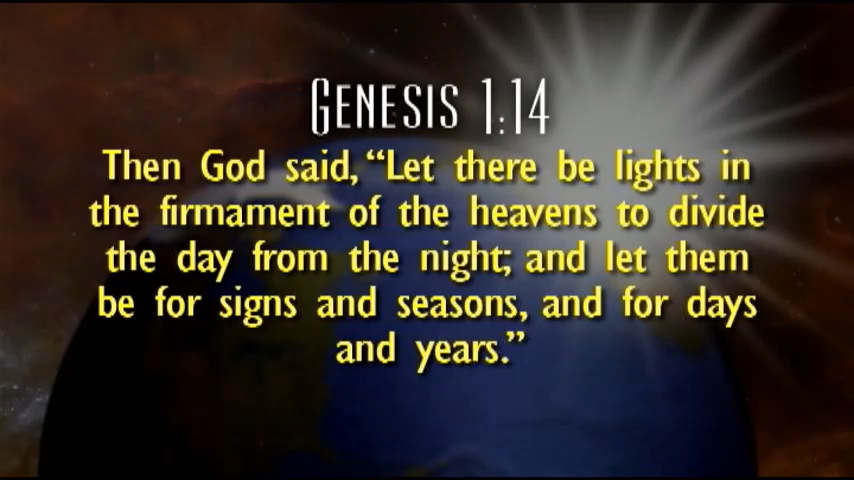 GENESIS 1:14
Then God said, “Let there be lights in
the firmament of the heavens to divide
the day from the night; and let them
be for signs and seasons, and for days
and years.”